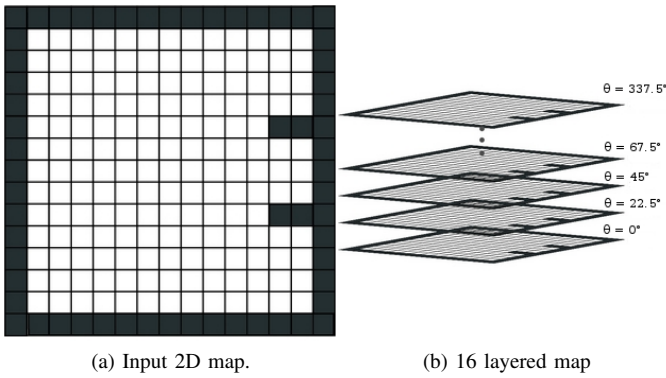 θ = 337.5°
θ = 67.5°
θ = 45°
θ = 22.5°
θ = 0°
(a) Input 2D map.
(b) 16 layered map